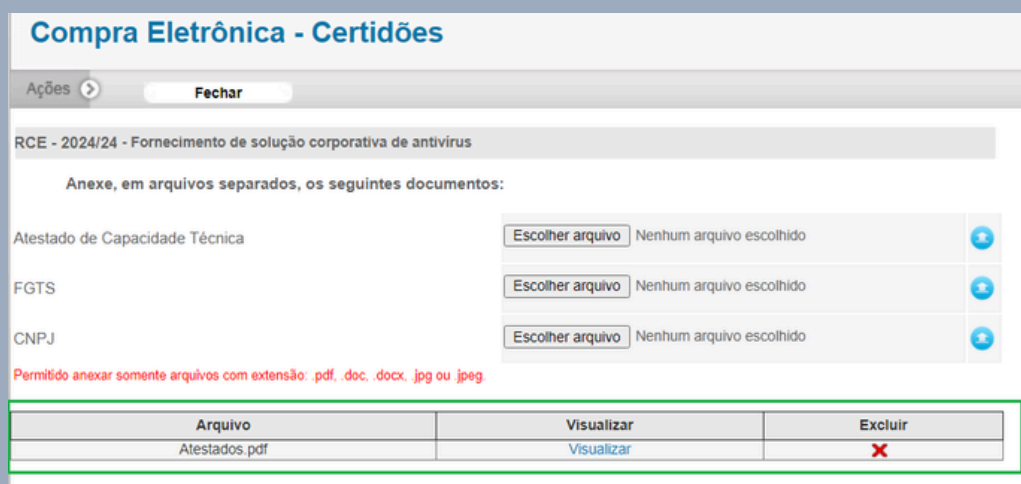 Compra Eletrônica - Certidões
Ações Fechar
RCE - 2024/24 - Fornecimento de solução corporativa de antivírus
Anexe, em arquivos separados, os seguintes documentos:
Atestado de Capacidade Técnica Escolher arquivo Nenhum arquivo escolhido
FGTS Escolher arquivo Nenhum arquivo escolhido
CNPJ Escolher arquivo Nenhum arquivo escolhido
Permitido anexar somente arquivos com extensão: .pdf, .doc, .docx, .jpg ou .jpeg.
Arquivo Visualizar Excluir
Atestados.pdf Visualizar